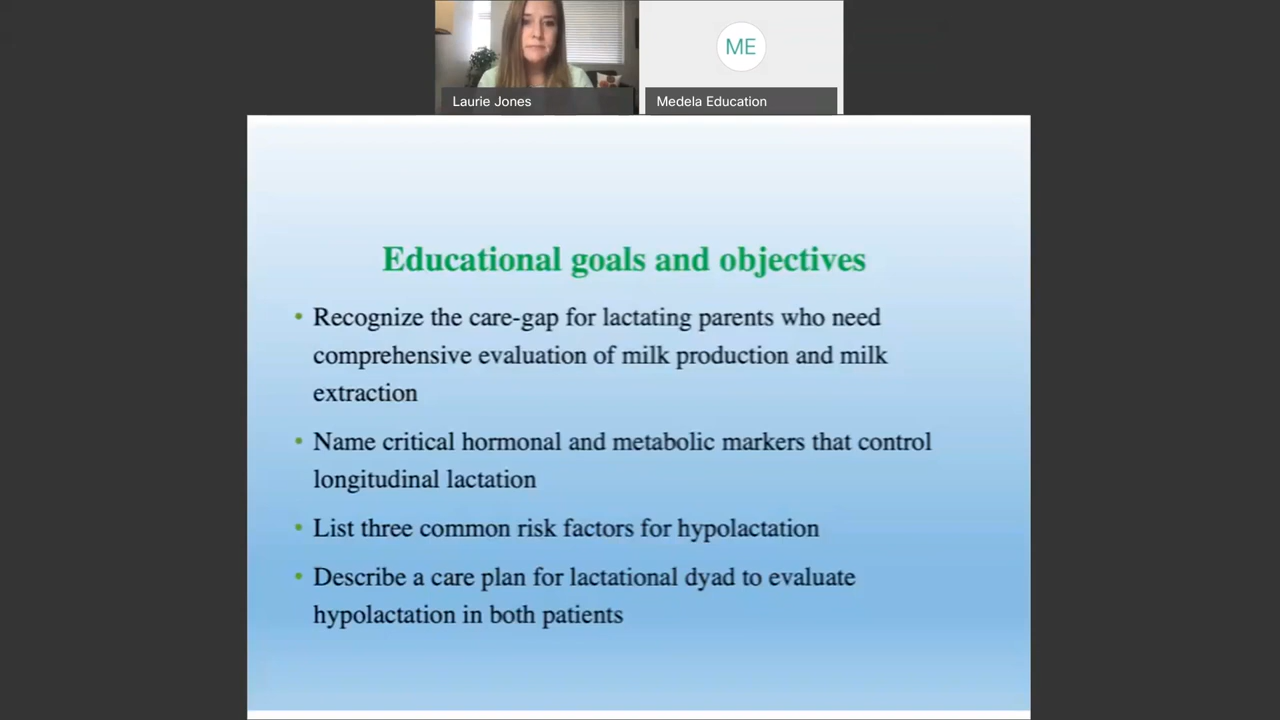 ME
Laurie Jones
Medela Education
Educational goals and objectives
• Recognize the care-gap for lactating parents who need
comprehensive evaluation of milk production and milk
extraction
• Name critical hormonal and metabolic markers that control
longitudinal lactation
• List three common risk factors for hypolactation
• Describe a care plan for lactational dyad to evaluate
hypolactation in both patients